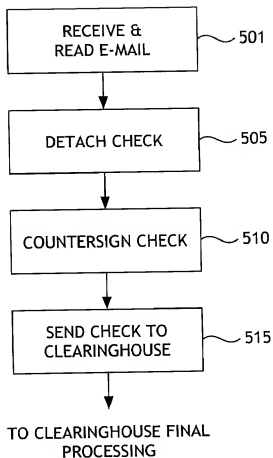 RECEIVE &
READ E-MAIL
501
DETACH CHECK
505
COUNTERSIGN CHECK
510
SEND CHECK TO
CLEARINGHOUSE
515
TO CLEARINGHOUSE FINAL
PROCESSING